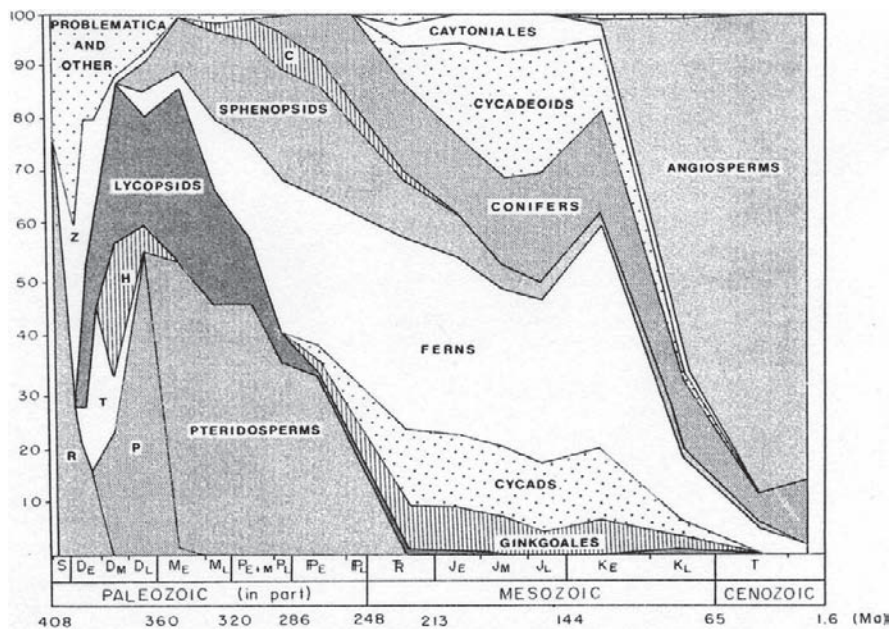 100
90
80
70
60
50
40
30
20
10
PROBLEMATICA
AND
OTHER
CAYTONIALES
C
CYCADEOIDS
SPHENOPSIDS
ANGIOSPERMS
LYCOPSIDS
CONIFERS
Z
H
FERNS
T
PTERIDOSPERMS
R
P
CYCADS
GINKGOALES
S DE DM DL ME ML PE+M PL PE PL TR JE JM JL KE KL T
PALEOZOIC (in part) MESOZOIC CENOZOIC
408 360 320 286 248 213 144 65 1.6 (Ma)